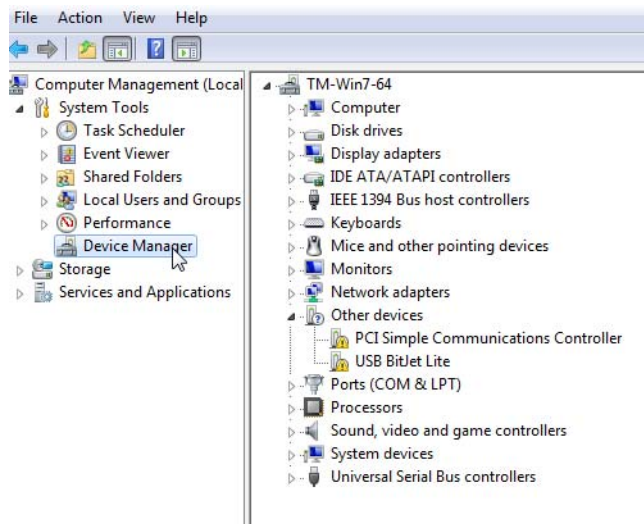 File Action View Help
Computer Management (Local
System Tools
Task Scheduler
Event Viewer
Shared Folders
Local Users and Groups
Performance
Device Manager
Storage
Services and Applications
TM-Win7-64
Computer
Disk drives
Display adapters
IDE ATA/ATAPI controllers
IEEE 1394 Bus host controllers
Keyboards
Mice and other pointing devices
Monitors
Network adapters
Other devices
PCI Simple Communications Controller
USB BitJet Lite
Ports (COM & LPT)
Processors
Sound, video and game controllers
System devices
Universal Serial Bus controllers